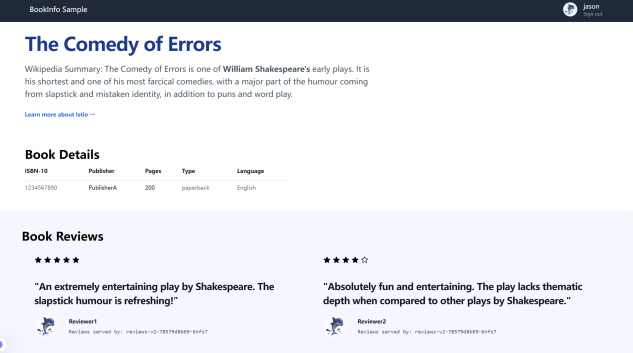 BookInfo Sample
jason
Sign out
The Comedy of Errors
Wikipedia Summary: The Comedy of Errors is one of William Shakespeare's early plays. It is
his shortest and one of his most farcical comedies, with a major part of the humour coming
from slapstick and mistaken identity, in addition to puns and word play.
Learn more about Istio →
Book Details
ISBN-10 Publisher Pages Type Language
1234567890 PublisherA 200 paperback English
Book Reviews
"An extremely entertaining play by Shakespeare. The
slapstick humour is refreshing!"
Reviewer1
Reviews served by: reviews-v2-
"Absolutely fun and entertaining. The play lacks thematic
depth when compared to other plays by Shakespeare."
Reviewer2
Reviews served by: reviews-v2-